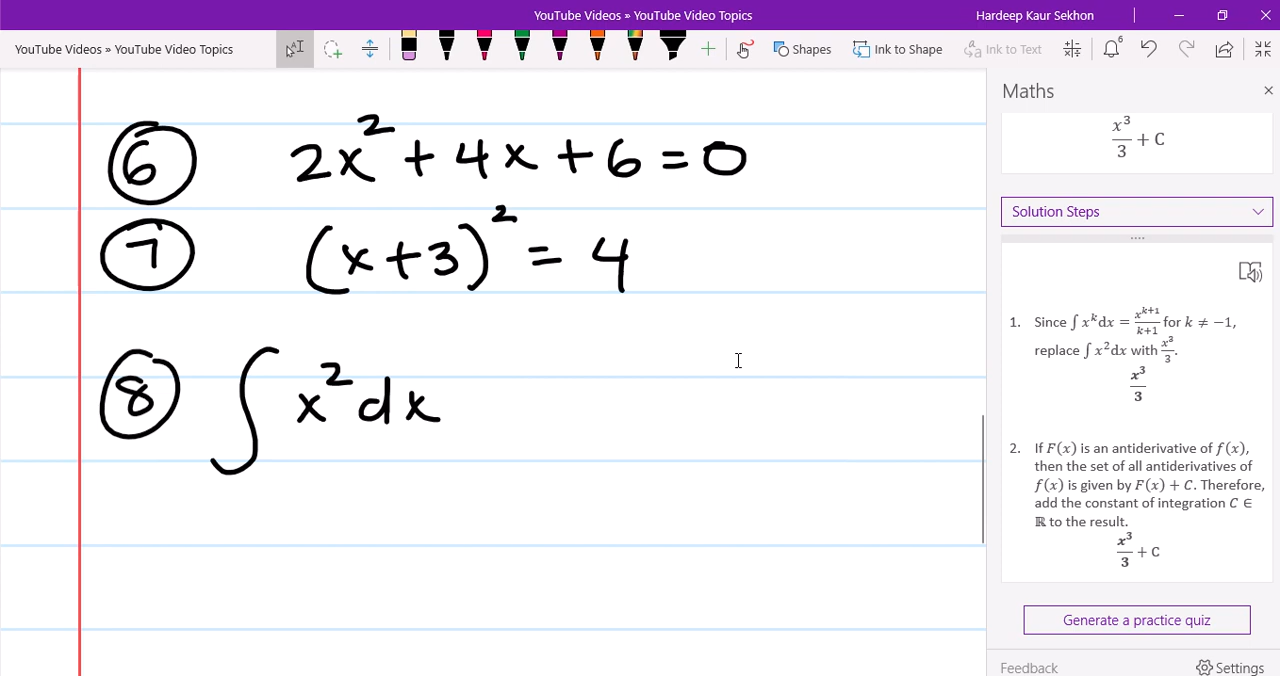 YouTube Videos » YouTube Video Topics
Hardeep Kaur Sekhon
YouTube Videos » YouTube Video Topics
Shapes
Ink to Shape
Ink to Text
6
⑥ 2x² + 4x + 6 = 0
⑦ (x+3)² = 4
⑧ ∫ x² dx
Maths
x³/3 + C
Solution Steps
1. Since ∫ xᵏdx = xᵏ⁺¹/k+1 for k ≠ −1,
replace ∫ x²dx with x³/3.
x³/3
2. If F(x) is an antiderivative of f(x),
then the set of all antiderivatives of
f(x) is given by F(x) + C. Therefore,
add the constant of integration C ∈
ℝ to the result.
x³/3 + C
Generate a practice quiz
Feedback
Settings